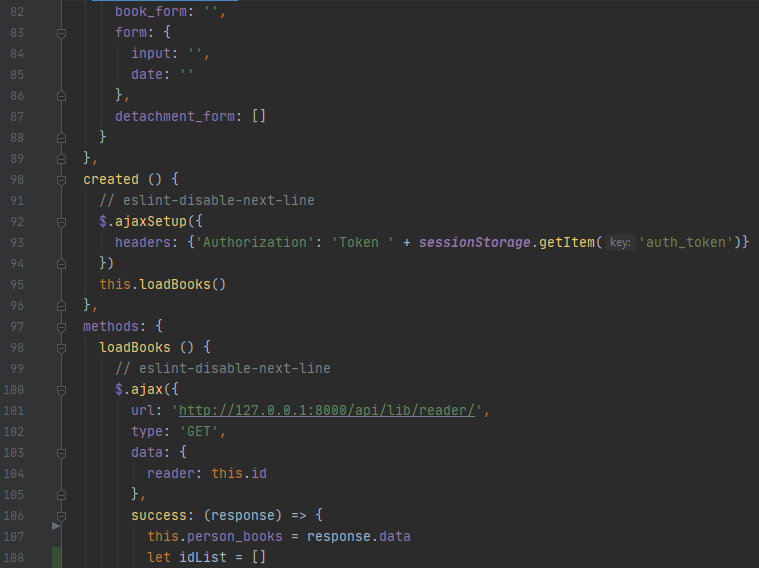 82 book_form: '',
83 form: {
84 input: '',
85 date: ''
86 },
87 detachment_form: []
88 }
89 },
90 created () {
91 // eslint-disable-next-line
92 $.ajaxSetup({
93 headers: {'Authorization': 'Token ' + sessionStorage.getItem( key: 'auth_token')}
94 })
95 this.loadBooks()
96 },
97 methods: {
98 loadBooks () {
99 // eslint-disable-next-line
100 $.ajax({
101 url: 'http://127.0.0.1:8000/api/lib/reader/',
102 type: 'GET',
103 data: {
104 reader: this.id
105 },
106 success: (response) => {
107 this.person_books = response.data
108 let idList = []